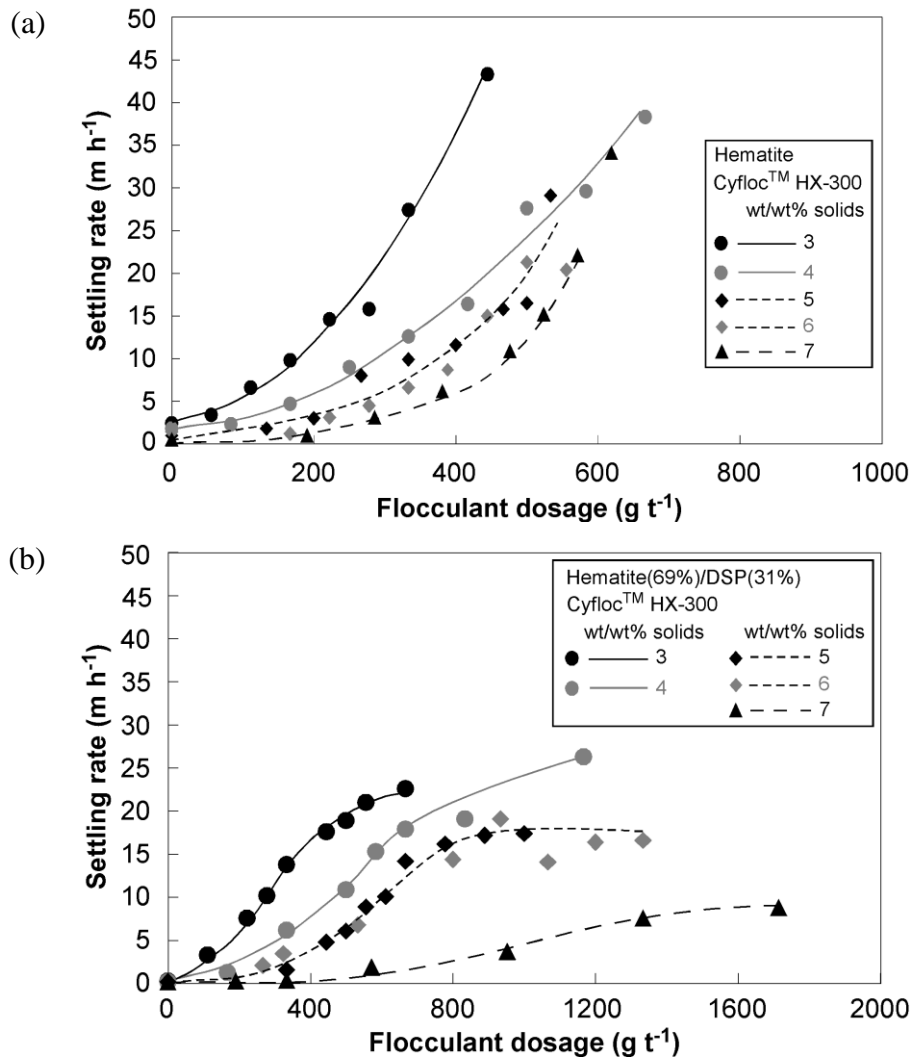 (a)
50
45
40
35
30
25
20
15
10
5
0
Settling rate (m h-1)
Hematite
Cyfloc™ HX-300
wt/wt% solids
3
4
5
6
7
0 200 400 600 800 1000
Flocculant dosage (g t-1)
(b)
50
45
40
35
30
25
20
15
10
5
0
Settling rate (m h-1)
Hematite(69%)/DSP(31%)
Cyfloc™ HX-300
wt/wt% solids wt/wt% solids
3 5
4 6
7
0 400 800 1200 1600 2000
Flocculant dosage (g t-1)